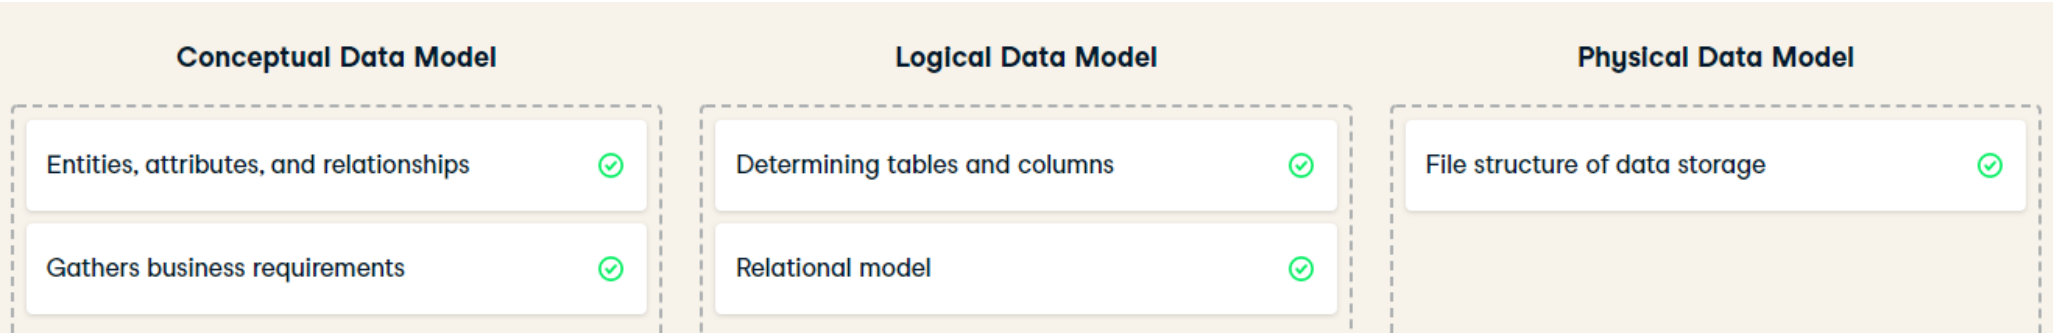 Conceptual Data Model
Logical Data Model
Physical Data Model
Entities, attributes, and relationships
Determining tables and columns
File structure of data storage
Gathers business requirements
Relational model